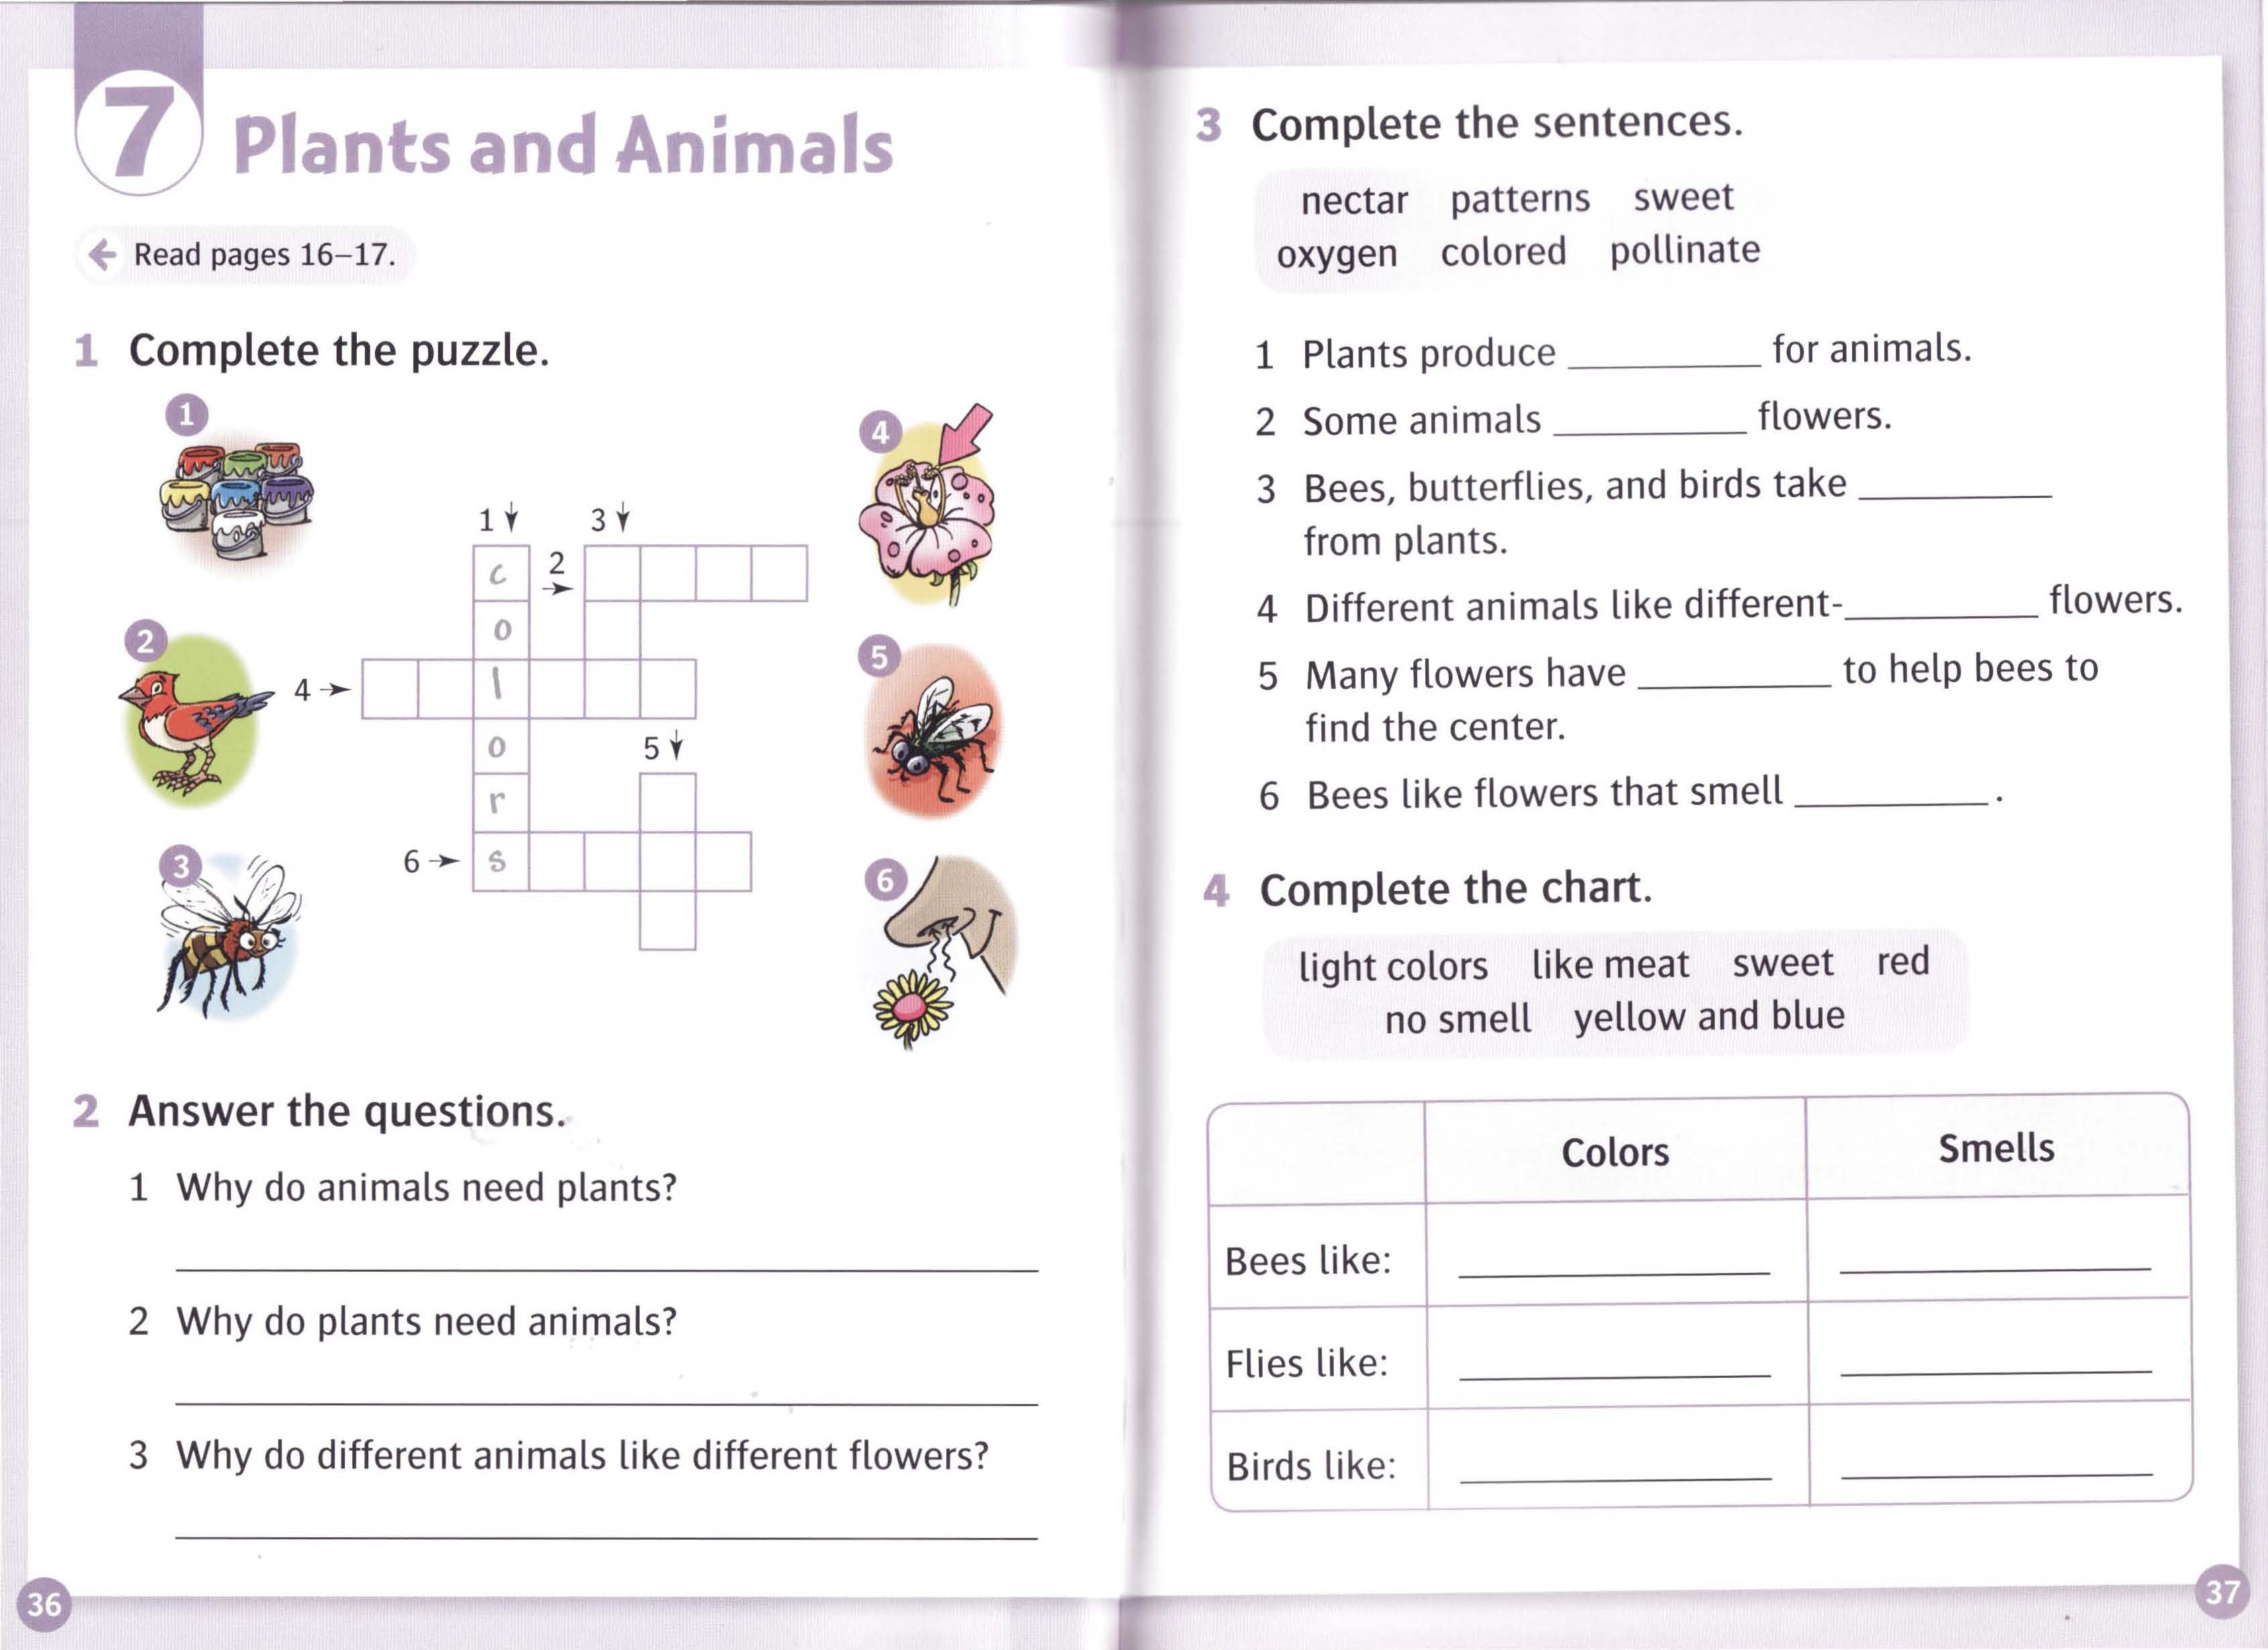 7 Plants and Animals
← Read pages 16–17.
1 Complete the puzzle.
1
2
3
4
5
6
1 ↓
3 ↓
2 →
4 →
5 ↓
6 →
c
o
l
o
r
s
2 Answer the questions.
1 Why do animals need plants?
2 Why do plants need animals?
3 Why do different animals like different flowers?
36
3 Complete the sentences.
nectar patterns sweet
oxygen colored pollinate
1 Plants produce __________ for animals.
2 Some animals __________ flowers.
3 Bees, butterflies, and birds take __________
from plants.
4 Different animals like different-__________ flowers.
5 Many flowers have __________ to help bees to
find the center.
6 Bees like flowers that smell __________.
4 Complete the chart.
light colors like meat sweet red
no smell yellow and blue
Colors Smells
Bees like:
Flies like:
Birds like:
37